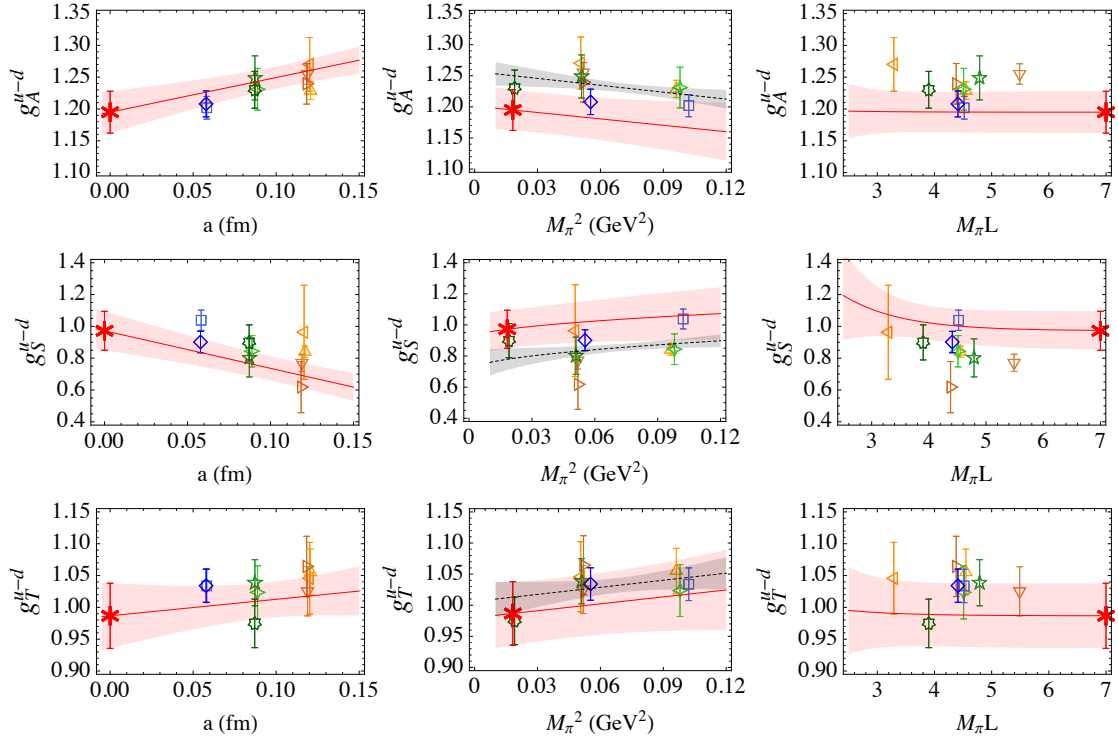 1.35 1.30 1.25 1.20 1.15 1.10
g_A^{u-d}
0.00 0.05 0.10 0.15
a (fm)
1.35 1.30 1.25 1.20 1.15 1.10
g_A^{u-d}
0 0.03 0.06 0.09 0.12
M_π^2 (GeV^2)
1.35 1.30 1.25 1.20 1.15 1.10
g_A^{u-d}
3 4 5 6 7
M_πL
1.4 1.2 1.0 0.8 0.6 0.4
g_S^{u-d}
0.00 0.05 0.10 0.15
a (fm)
1.4 1.2 1.0 0.8 0.6 0.4
g_S^{u-d}
0 0.03 0.06 0.09 0.12
M_π^2 (GeV^2)
1.4 1.2 1.0 0.8 0.6 0.4
g_S^{u-d}
3 4 5 6 7
M_πL
1.15 1.10 1.05 1.00 0.95 0.90
g_T^{u-d}
0.00 0.05 0.10 0.15
a (fm)
1.15 1.10 1.05 1.00 0.95 0.90
g_T^{u-d}
0 0.03 0.06 0.09 0.12
M_π^2 (GeV^2)
1.15 1.10 1.05 1.00 0.95 0.90
g_T^{u-d}
3 4 5 6 7
M_πL